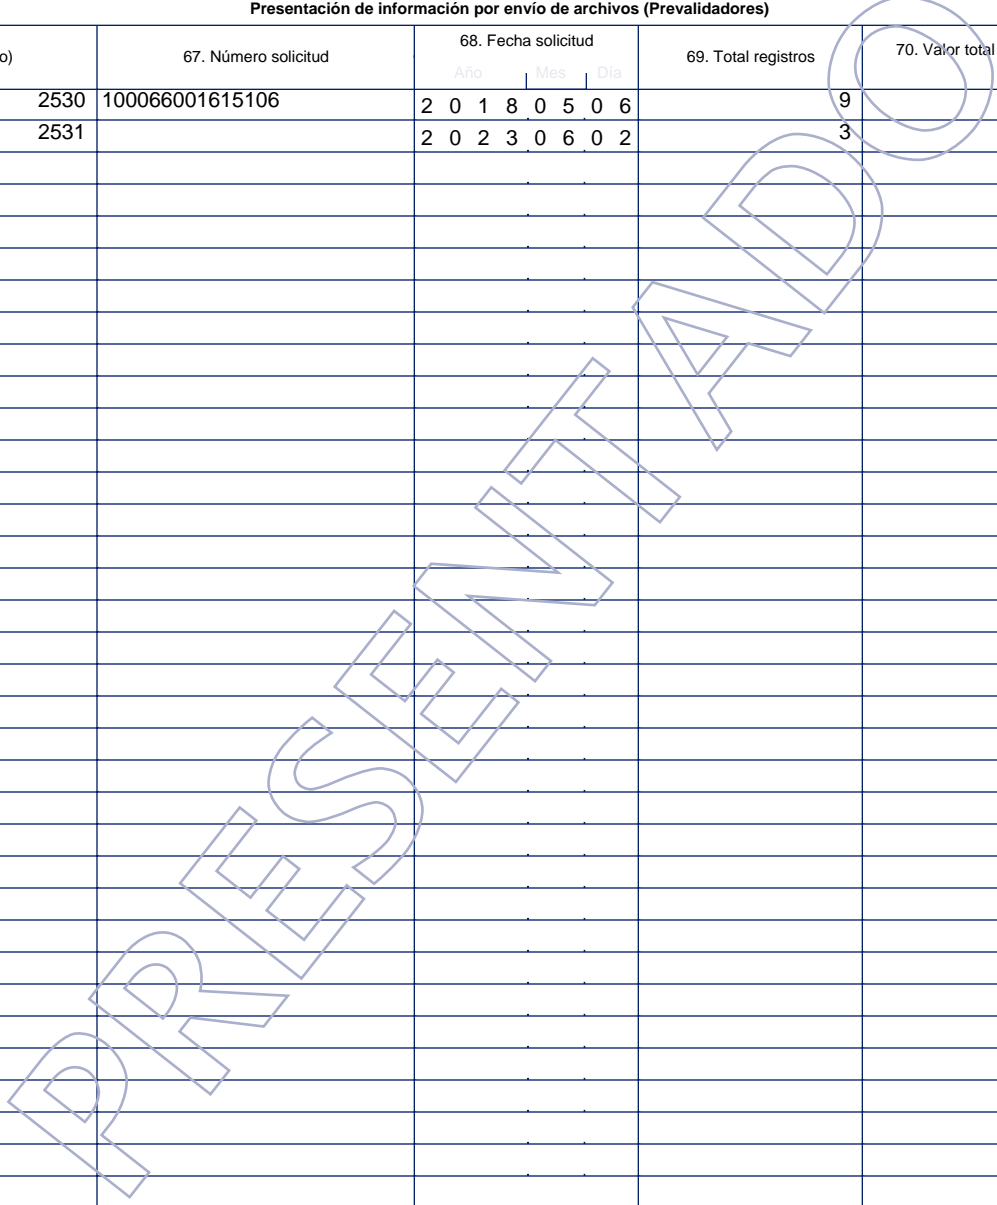 Presentación de información por envío de archivos (Prevalidadores)
o) 67. Número solicitud 68. Fecha solicitud 69. Total registros 70. Valor total
Año Mes Día
2530 100066001615106 2 0 1 8 0 5 0 6 9
2531 2 0 2 3 0 6 0 2 3
PRESENTADO